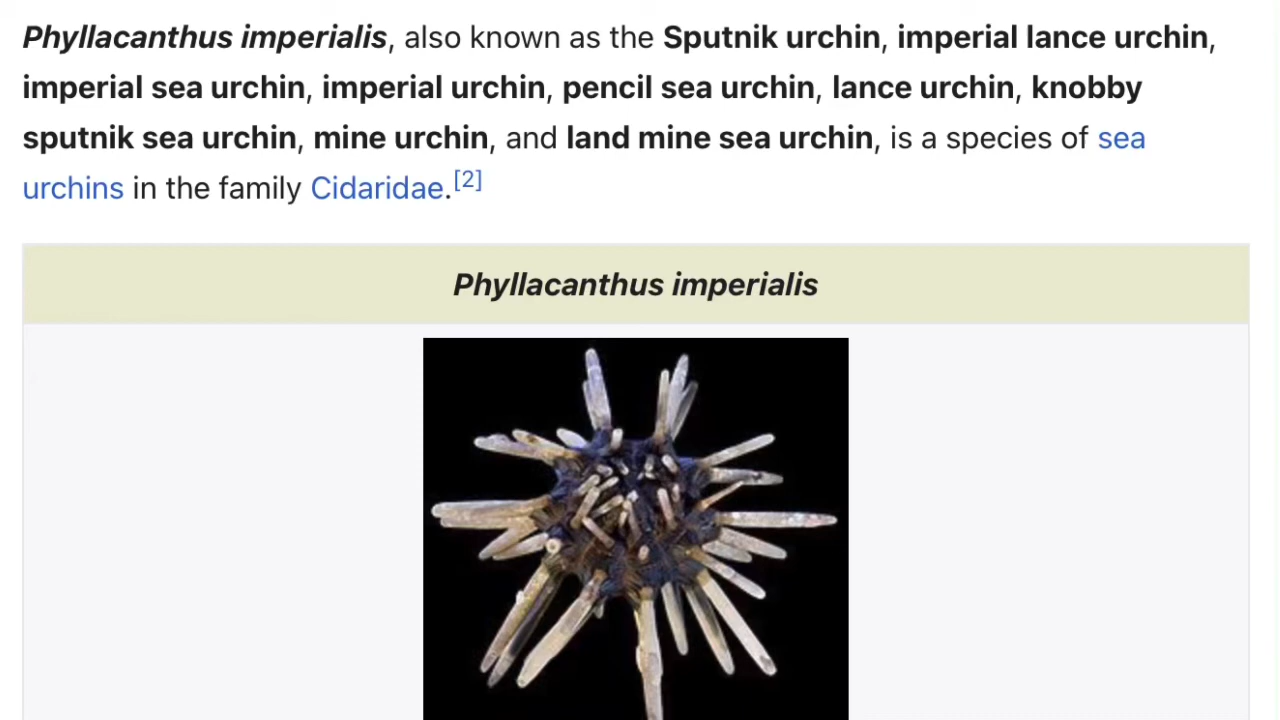 Phyllacanthus imperialis, also known as the Sputnik urchin, imperial lance urchin,
imperial sea urchin, imperial urchin, pencil sea urchin, lance urchin, knobby
sputnik sea urchin, mine urchin, and land mine sea urchin, is a species of sea
urchins in the family Cidaridae.[2]
Phyllacanthus imperialis